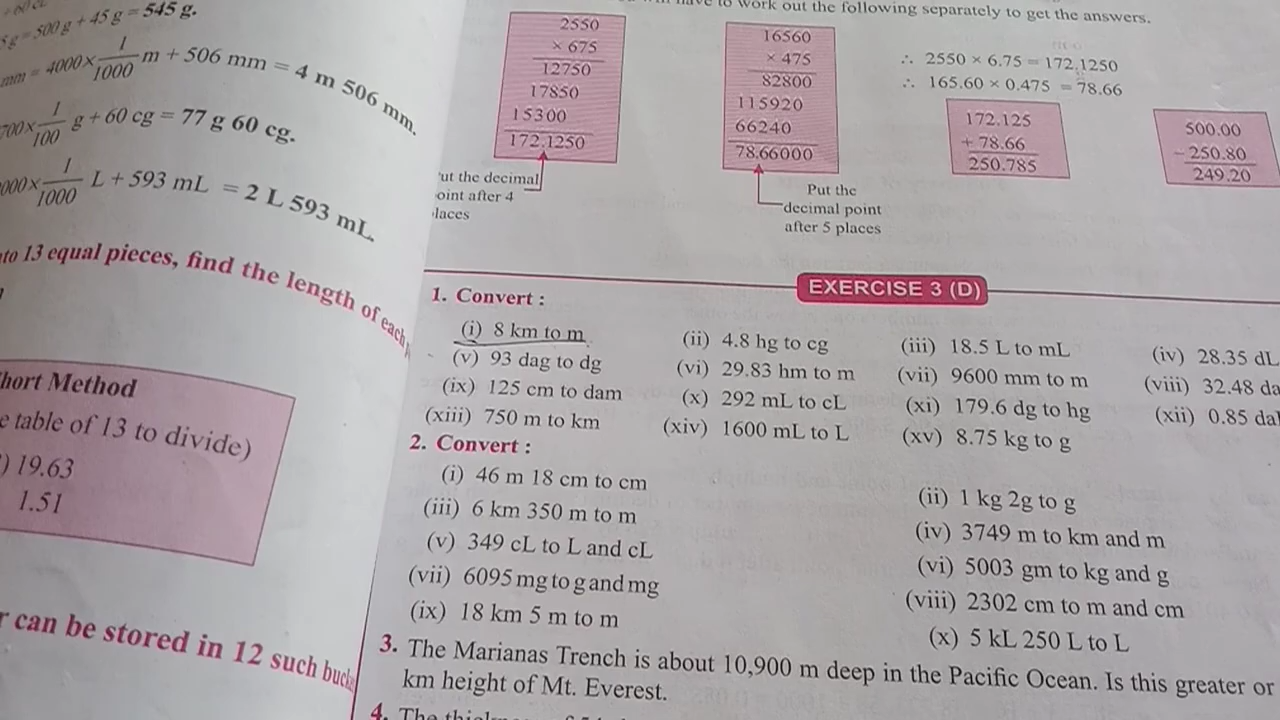 5 g = 500 g + 45 g = 545 g.
mm = 4000 × 1/1000 m + 506 mm = 4 m 506 mm.
700 × 1/100 g + 60 cg = 77 g 60 cg.
000 × 1/1000 L + 593 mL = 2 L 593 mL.
to 13 equal pieces, find the length of each
hort Method
e table of 13 to divide)
) 19.63
1.51
r can be stored in 12 such buck
to work out the following separately to get the answers.
2550
× 675
12750
17850
15300
172.1250
ut the decimal
oint after 4
laces
16560
× 475
82800
115920
66240
78.66000
Put the
decimal point
after 5 places
∴ 2550 × 6.75 = 172.1250
∴ 165.60 × 0.475 = 78.66
172.125
+ 78.66
250.785
500.00
− 250.80
249.20
EXERCISE 3 (D)
1. Convert :
(i) 8 km to m (ii) 4.8 hg to cg (iii) 18.5 L to mL (iv) 28.35 dL
(v) 93 dag to dg (vi) 29.83 hm to m (vii) 9600 mm to m (viii) 32.48 da
(ix) 125 cm to dam (x) 292 mL to cL (xi) 179.6 dg to hg (xii) 0.85 da
(xiii) 750 m to km (xiv) 1600 mL to L (xv) 8.75 kg to g
2. Convert :
(i) 46 m 18 cm to cm (ii) 1 kg 2g to g
(iii) 6 km 350 m to m (iv) 3749 m to km and m
(v) 349 cL to L and cL (vi) 5003 gm to kg and g
(vii) 6095 mg to g and mg (viii) 2302 cm to m and cm
(ix) 18 km 5 m to m (x) 5 kL 250 L to L
3. The Marianas Trench is about 10,900 m deep in the Pacific Ocean. Is this greater or
km height of Mt. Everest.
4. The